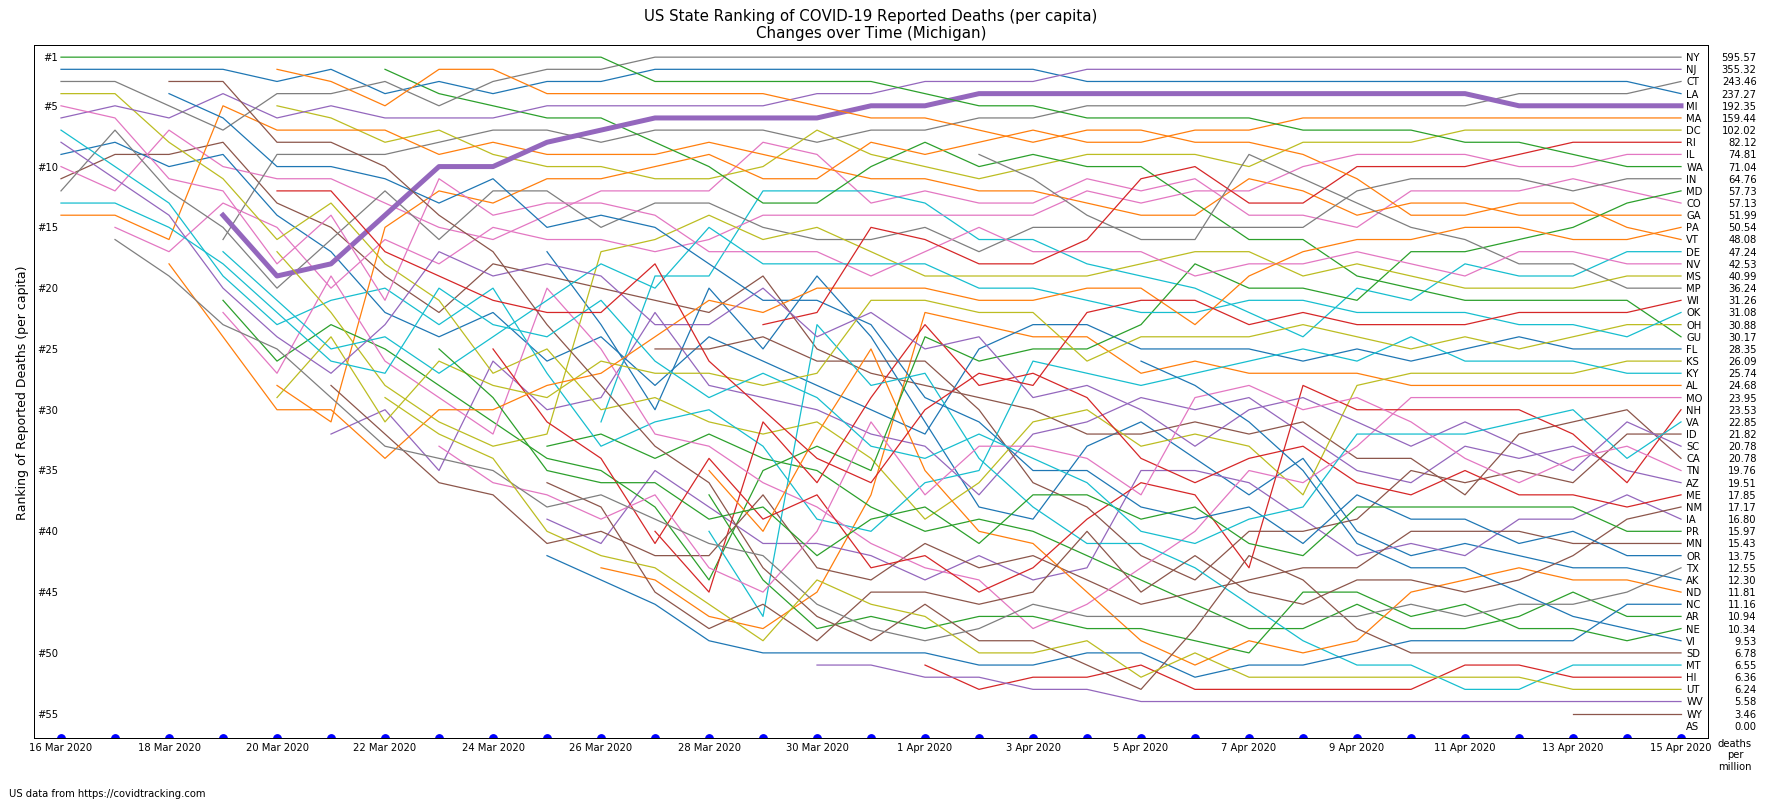 US State Ranking of COVID-19 Reported Deaths (per capita)
Changes over Time (Michigan)
Ranking of Reported Deaths (per capita)
#1
#5
#10
#15
#20
#25
#30
#35
#40
#45
#50
#55
NY 595.57
NJ 355.32
CT 243.46
LA 237.27
MI 192.35
MA 159.44
DC 102.02
RI 82.12
IL 74.81
WA 71.04
IN 64.76
MD 57.73
CO 57.13
GA 51.99
PA 50.54
VT 48.08
DE 47.24
NV 42.53
MS 40.99
MP 36.24
WI 31.26
OK 31.08
OH 30.88
GU 30.17
FL 28.35
KS 26.09
KY 25.74
AL 24.68
MO 23.95
NH 23.53
VA 22.85
ID 21.82
SC 20.78
CA 20.78
TN 19.76
AZ 19.51
ME 17.85
NM 17.17
IA 16.80
PR 15.97
MN 15.43
OR 13.75
TX 12.55
AK 12.30
ND 11.81
NC 11.16
AR 10.94
NE 10.34
VI 9.53
SD 6.78
MT 6.55
HI 6.36
UT 6.24
WV 5.58
WY 3.46
AS 0.00
16 Mar 2020 18 Mar 2020 20 Mar 2020 22 Mar 2020 24 Mar 2020 26 Mar 2020 28 Mar 2020 30 Mar 2020 1 Apr 2020 3 Apr 2020 5 Apr 2020 7 Apr 2020 9 Apr 2020 11 Apr 2020 13 Apr 2020 15 Apr 2020
deaths
per
million
US data from https://covidtracking.com